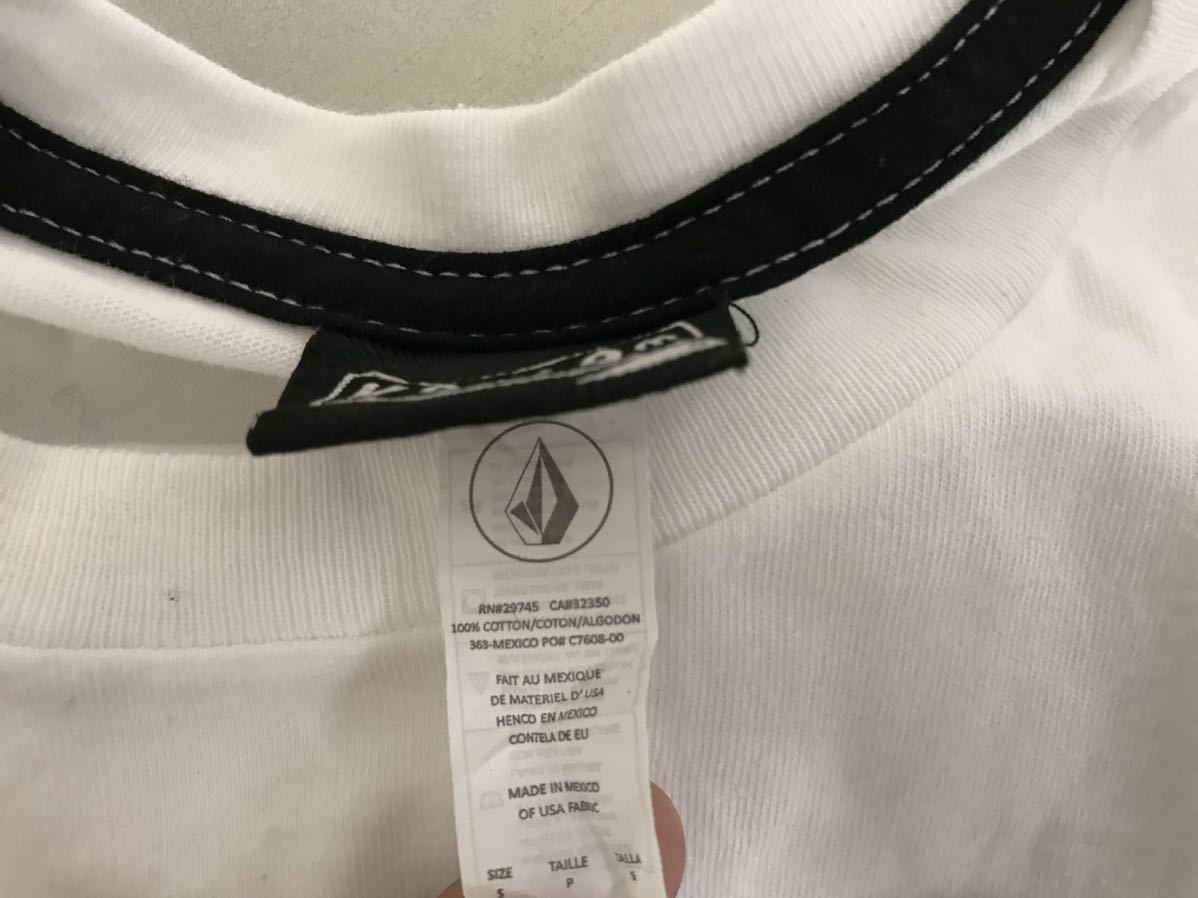 RN#29745 CA#32350
100% COTTON/COTON/ALGODON
363-MEXICO PO# C7608-00
FAIT AU MEXIQUE
DE MATERIEL D' USA
HENCO EN MEXICO
CONTELA DE EU
MADE IN MEXICO
OF USA FABRIC
SIZE TAILLE TALLA
S P S